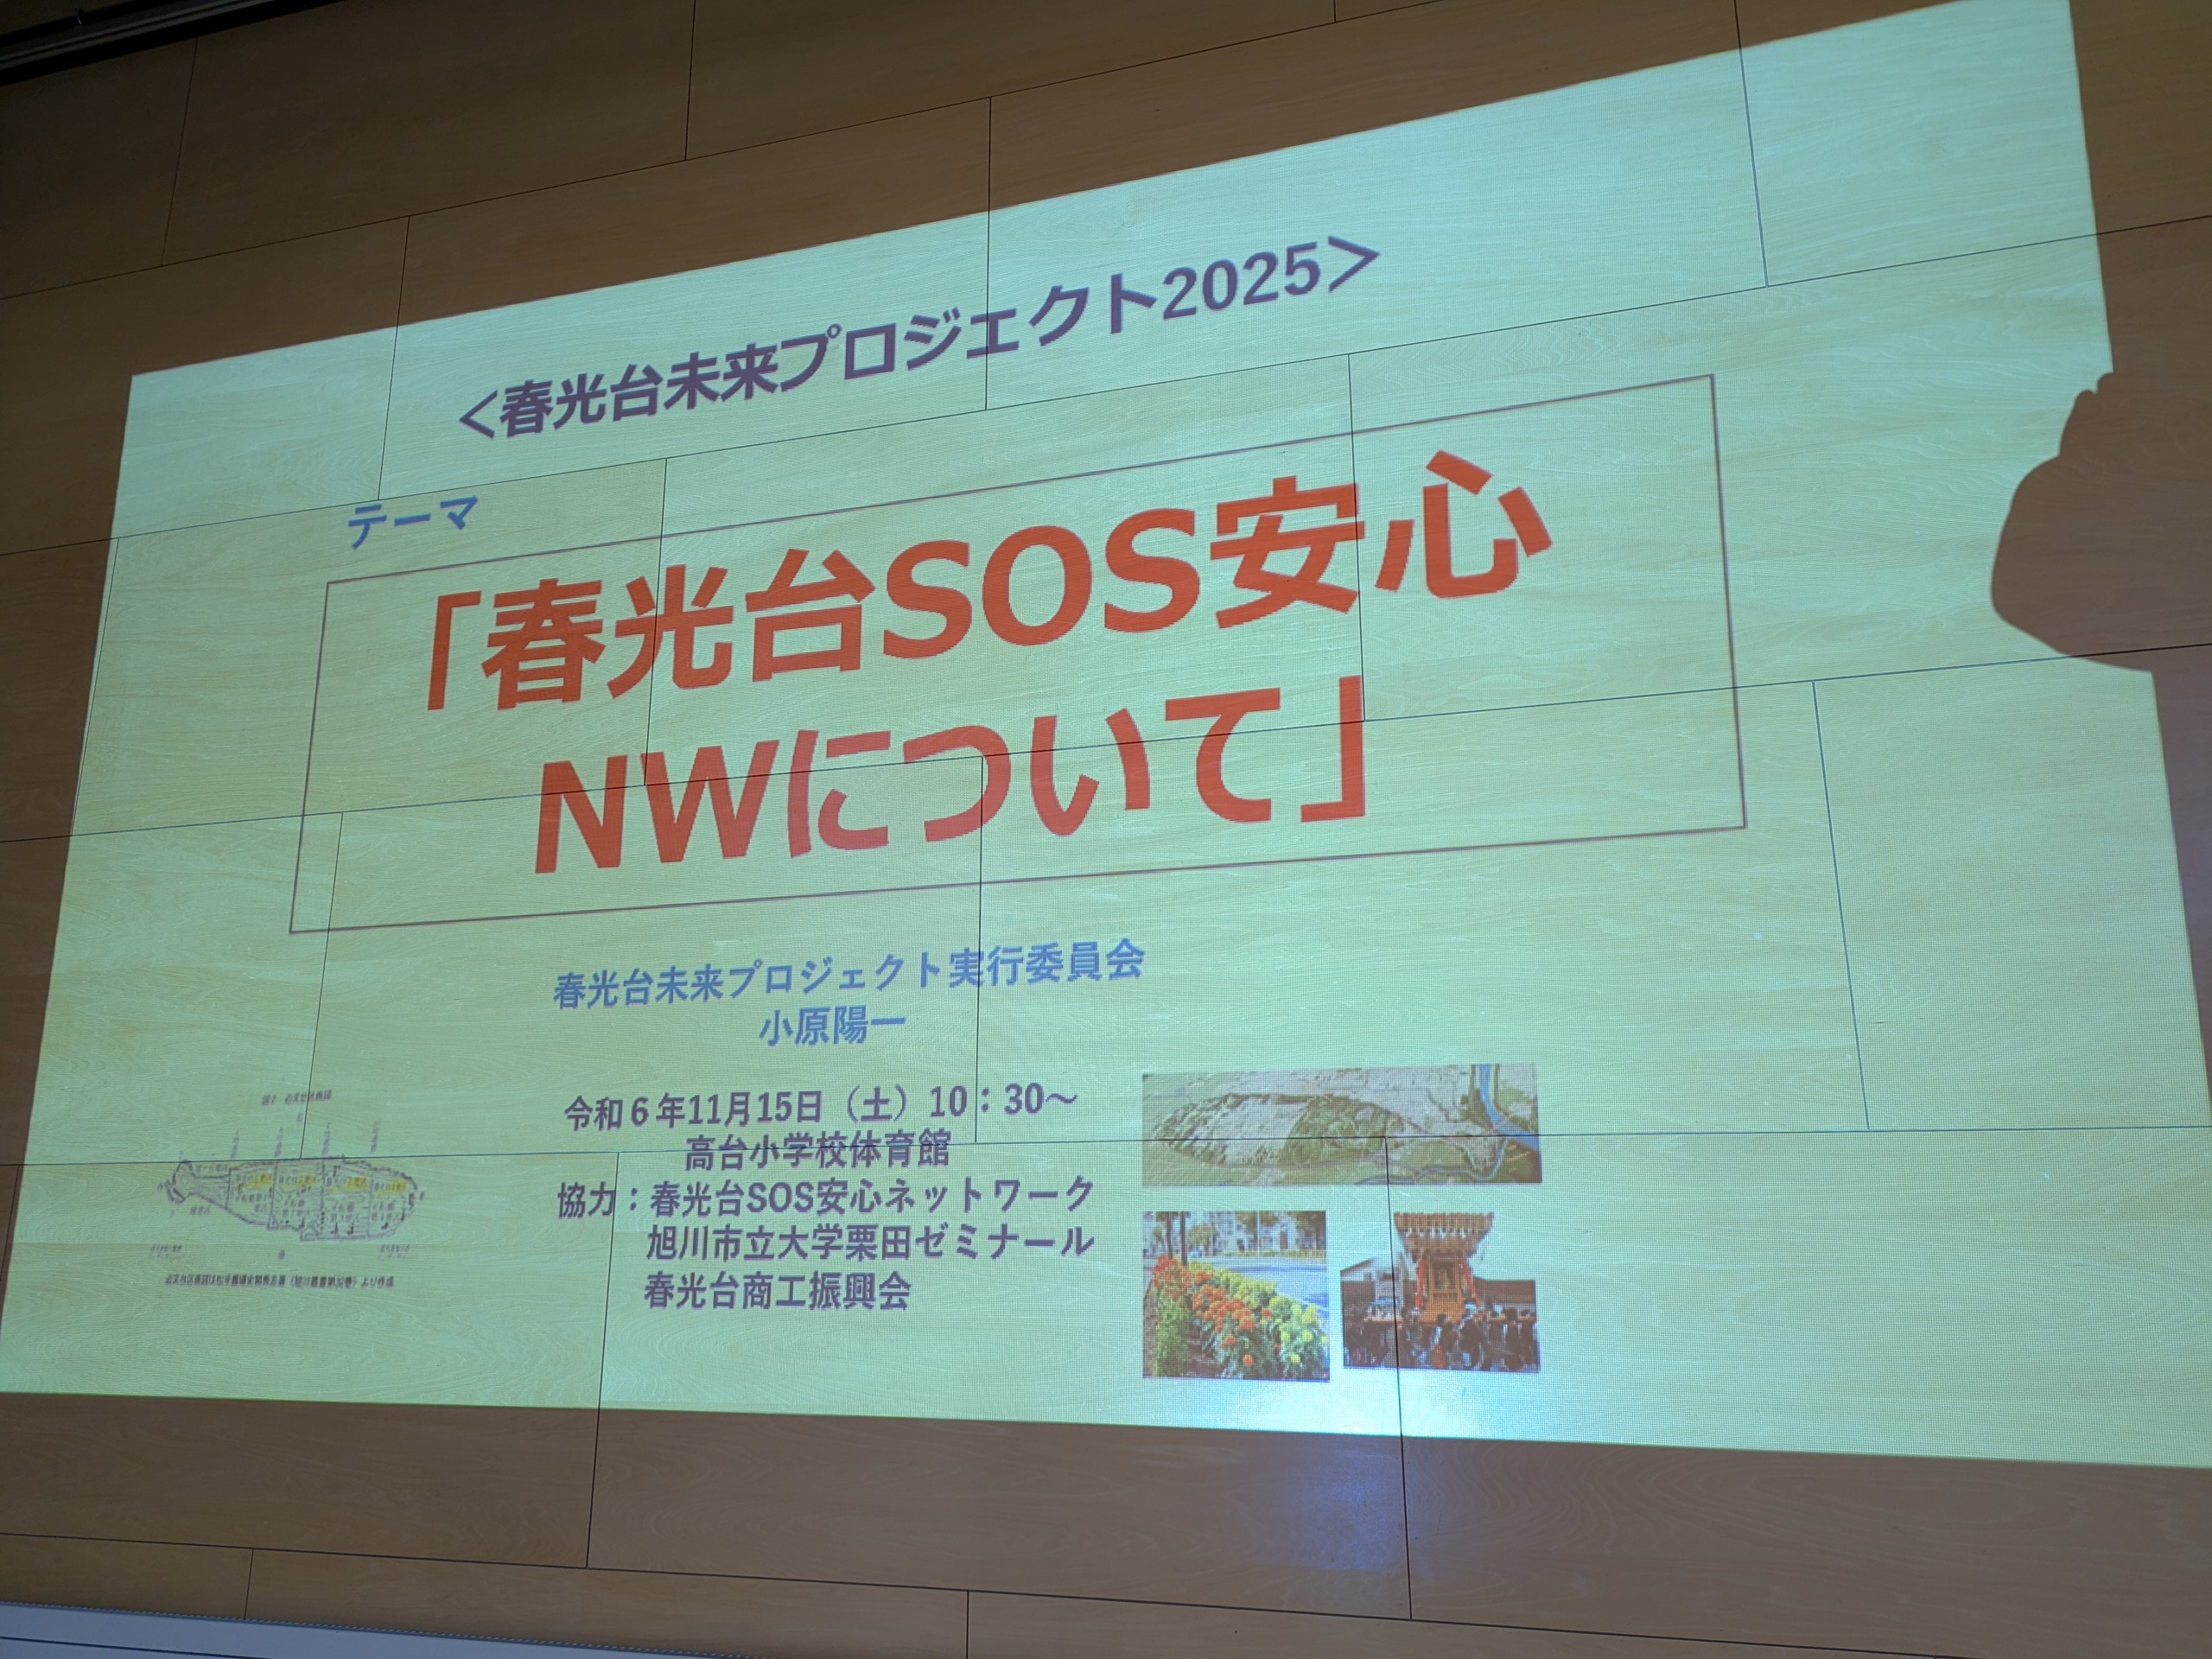 ＜春光台未来プロジェクト2025＞
テーマ
「春光台SOS安心
NWについて」
春光台未来プロジェクト実行委員会
小原陽一
令和６年11月15日（土）10：30～
高台小学校体育館
協力：春光台SOS安心ネットワーク
旭川市立大学栗田ゼミナール
春光台商工振興会